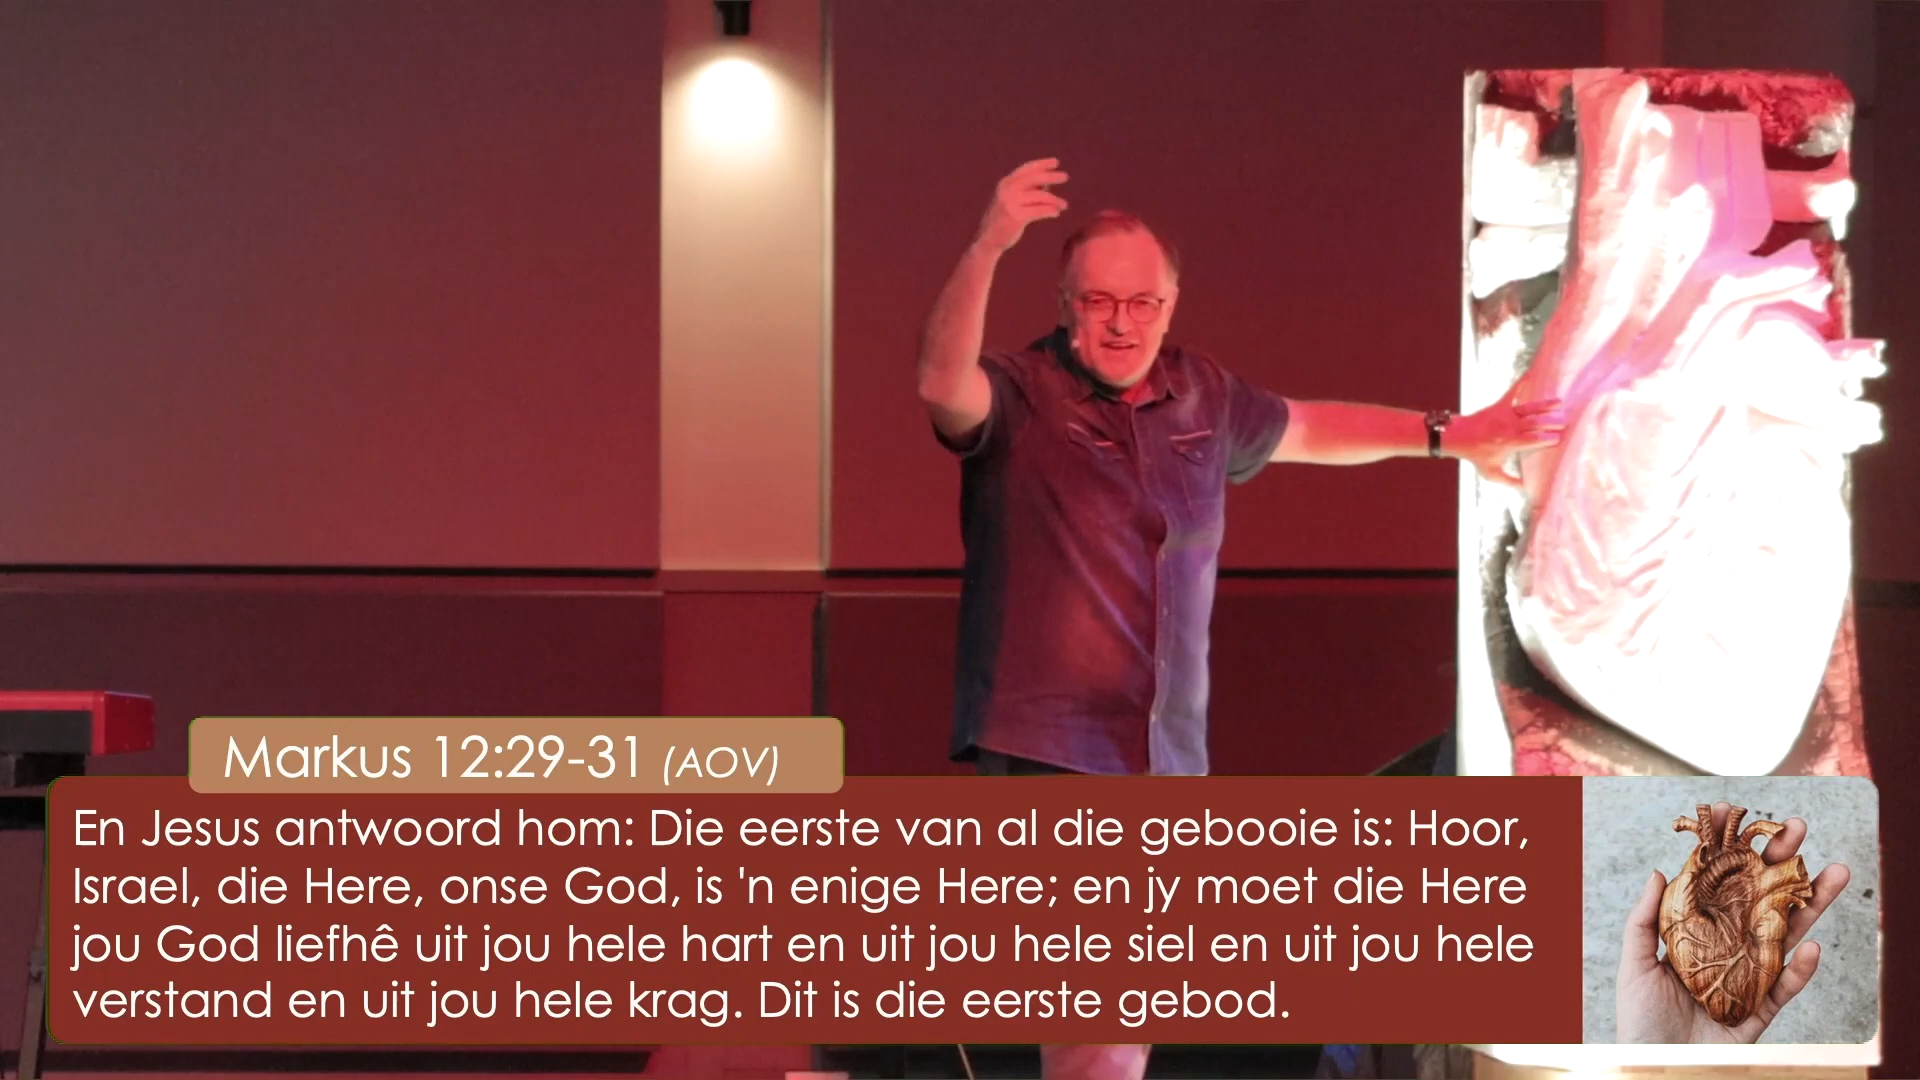 Markus 12:29-31 (AOV)
En Jesus antwoord hom: Die eerste van al die gebooie is: Hoor,
Israel, die Here, onse God, is 'n enige Here; en jy moet die Here
jou God liefhê uit jou hele hart en uit jou hele siel en uit jou hele
verstand en uit jou hele krag. Dit is die eerste gebod.